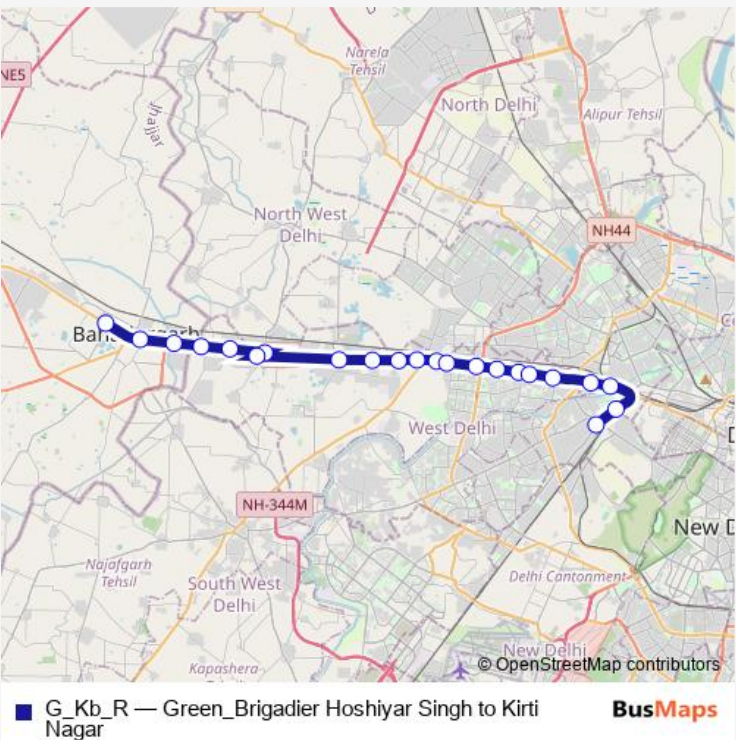 Narela
Tehsil
NE5
North Delhi
Jhajjar
Alipur Tehsil
North West
Delhi
NH44
West Delhi
NH-344M
New D
Najafgarh
Tehsil
South West
Delhi
Delhi Cantonment
New Delhi
Kapashera
© OpenStreetMap contributors
G_Kb_R — Green_Brigadier Hoshiyar Singh to Kirti
Nagar
BusMaps